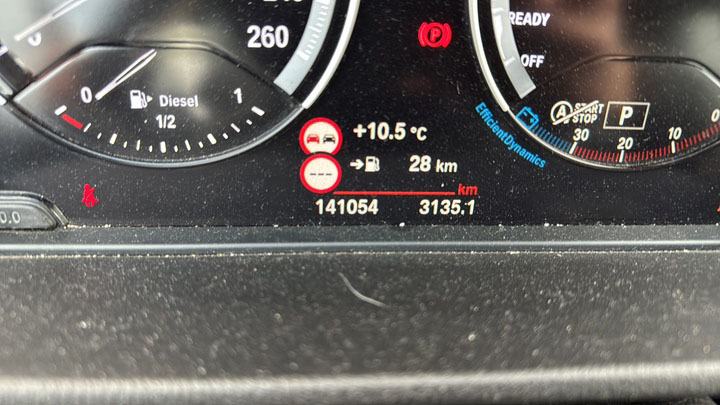 260
READY
OFF
P
0
Diesel
1
1/2
+10.5 °C
---
28 km
km
141054
3135.1
EfficientDynamics
A START
STOP
P
30
20
10
0